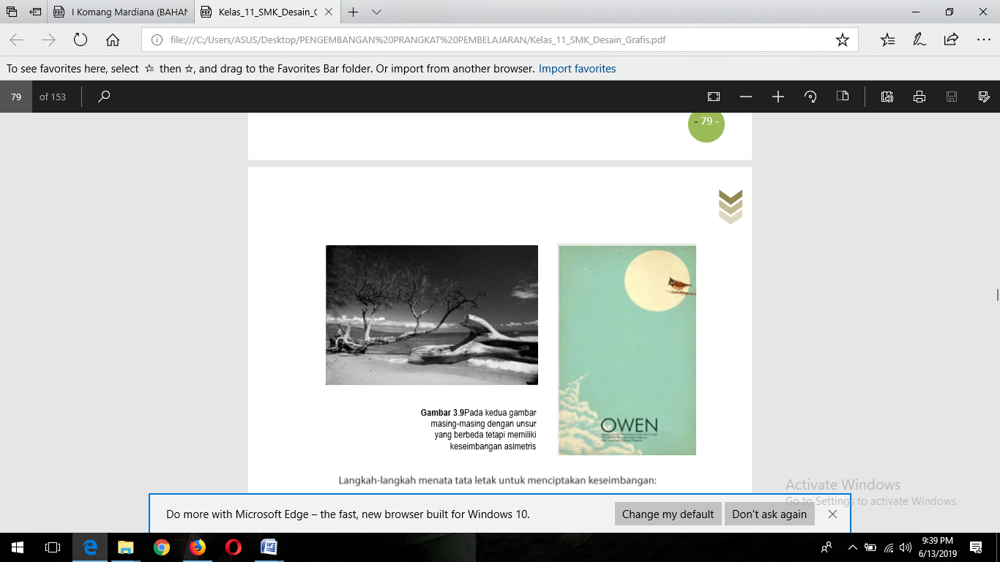 I Komang Mardiana (BAHAN
Kelas_11_SMK_Desain_G
file:///C:/Users/ASUS/Desktop/PENGEMBANGAN%20PRANGKAT%20PEMBELAJARAN/Kelas_11_SMK_Desain_Grafis.pdf
To see favorites here, select then , and drag to the Favorites Bar folder. Or import from another browser. Import favorites
79 of 153
- 79 -
OWEN
Gambar 3.9Pada kedua gambar
masing-masing dengan unsur
yang berbeda tetapi memiliki
keseimbangan asimetris
Langkah-langkah menata tata letak untuk menciptakan keseimbangan:
Activate Windows
Go to Settings to activate Windows.
Do more with Microsoft Edge – the fast, new browser built for Windows 10.
Change my default
Don't ask again
9:39 PM
6/13/2019